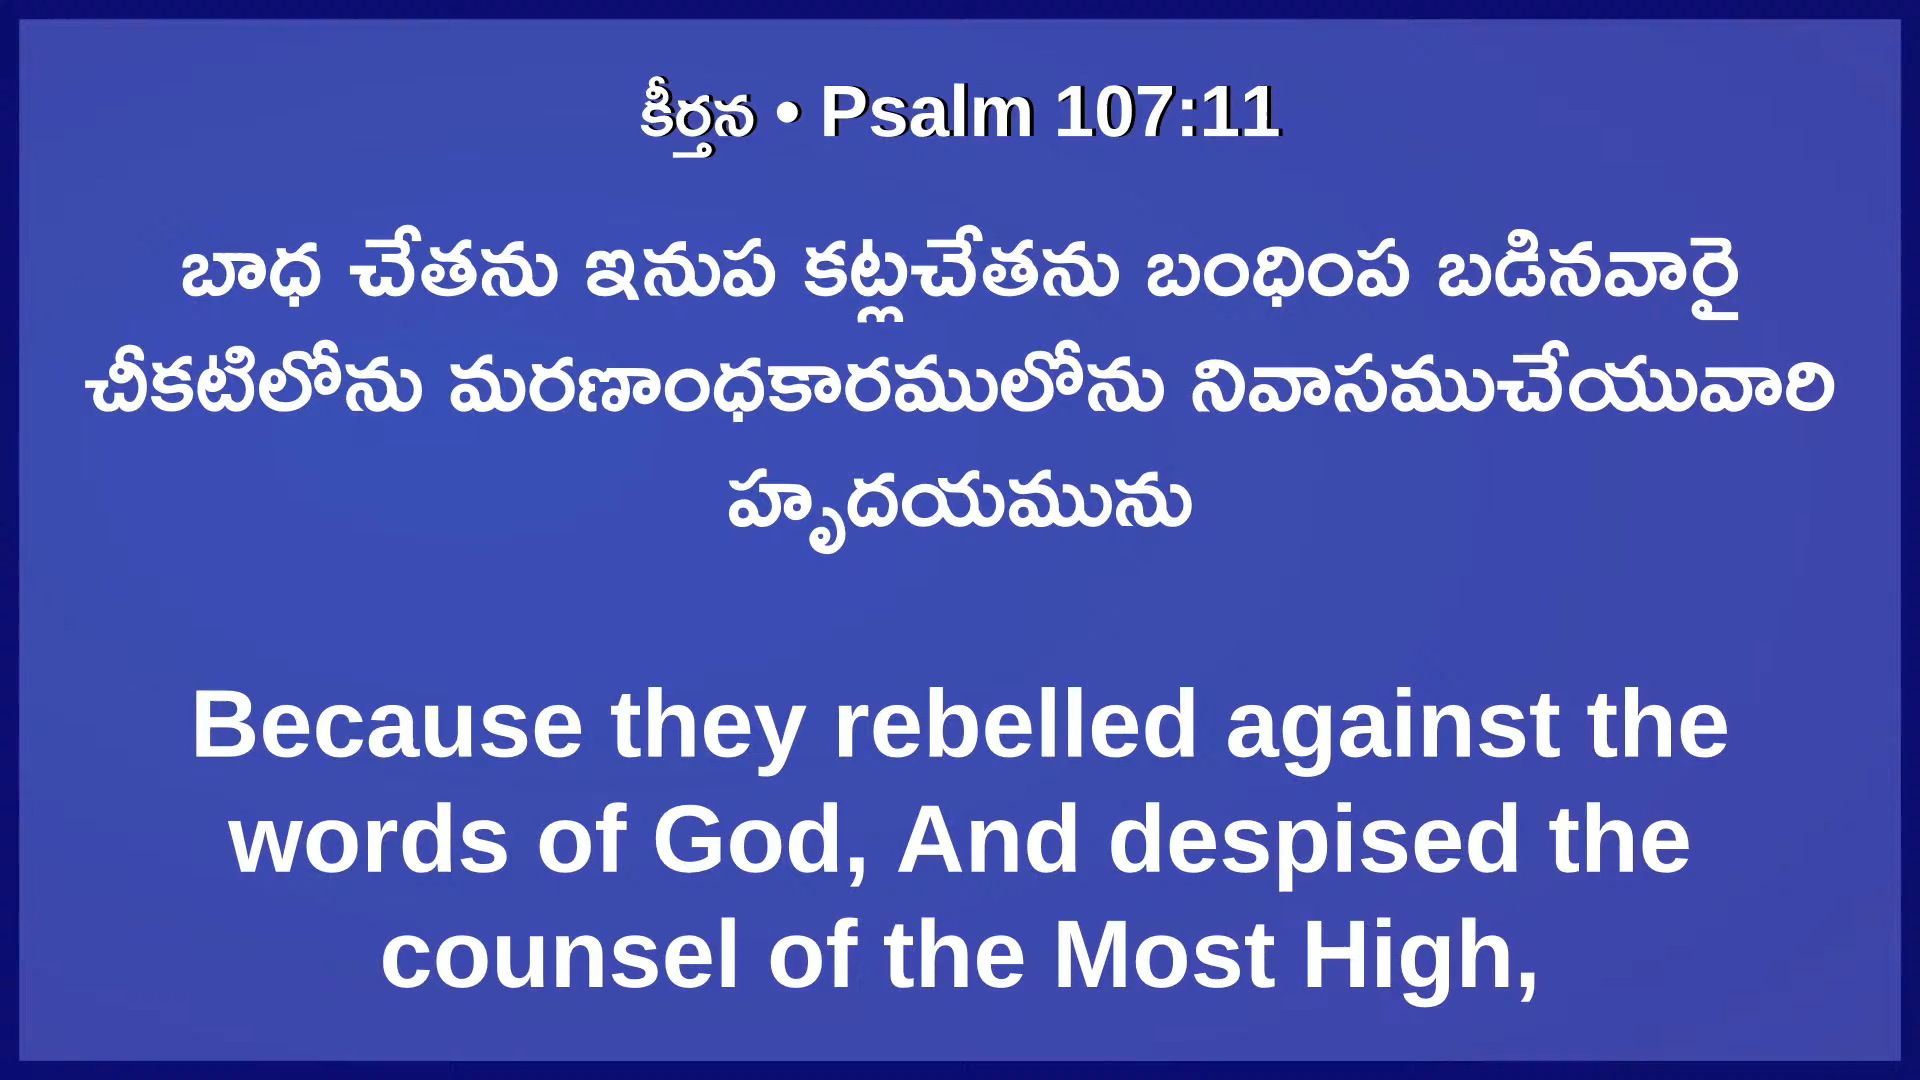 కీర్తన • Psalm 107:11
బాధ చేతను ఇనుప కట్లచేతను బంధింప బడినవారై
చీకటిలోను మరణాంధకారములోను నివాసముచేయువారి
హృదయమును
Because they rebelled against the
words of God, And despised the
counsel of the Most High,